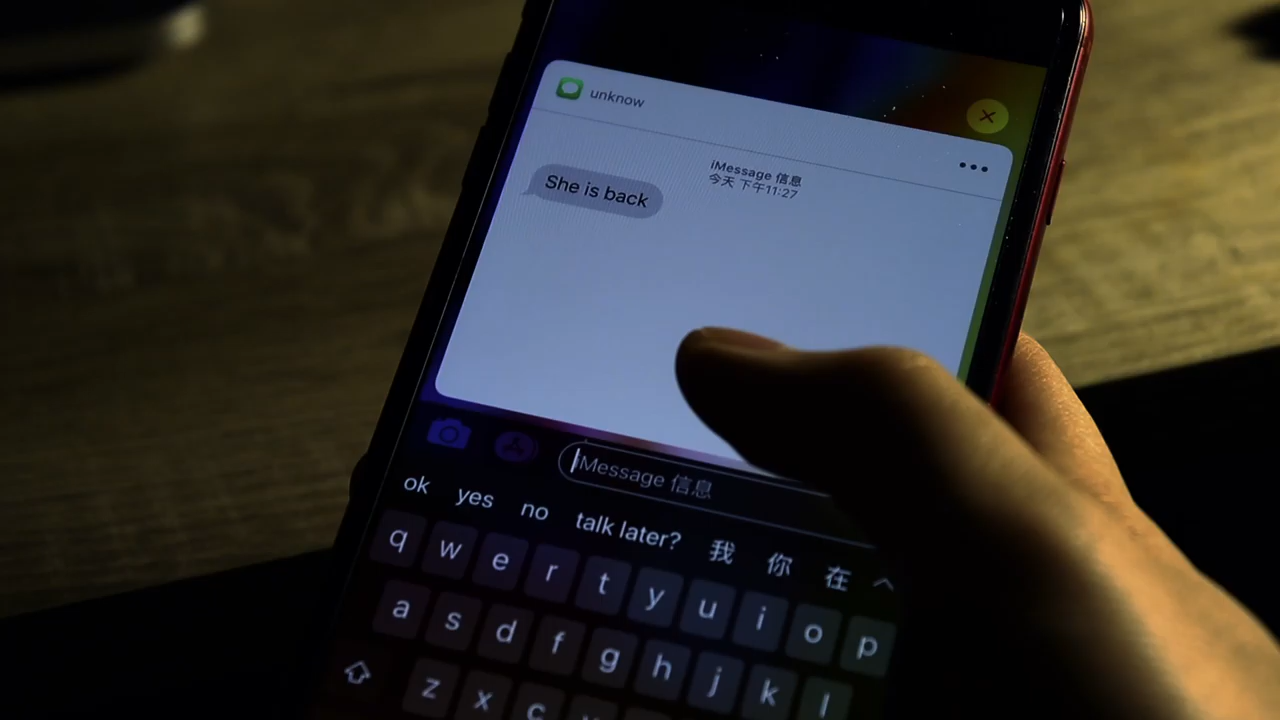 unknow
iMessage 信息
今天 下午11:27
She is back
iMessage 信息
ok yes no talk later? 我 你 在
q w e r t y u i o p
a s d f g h j k l
z x c